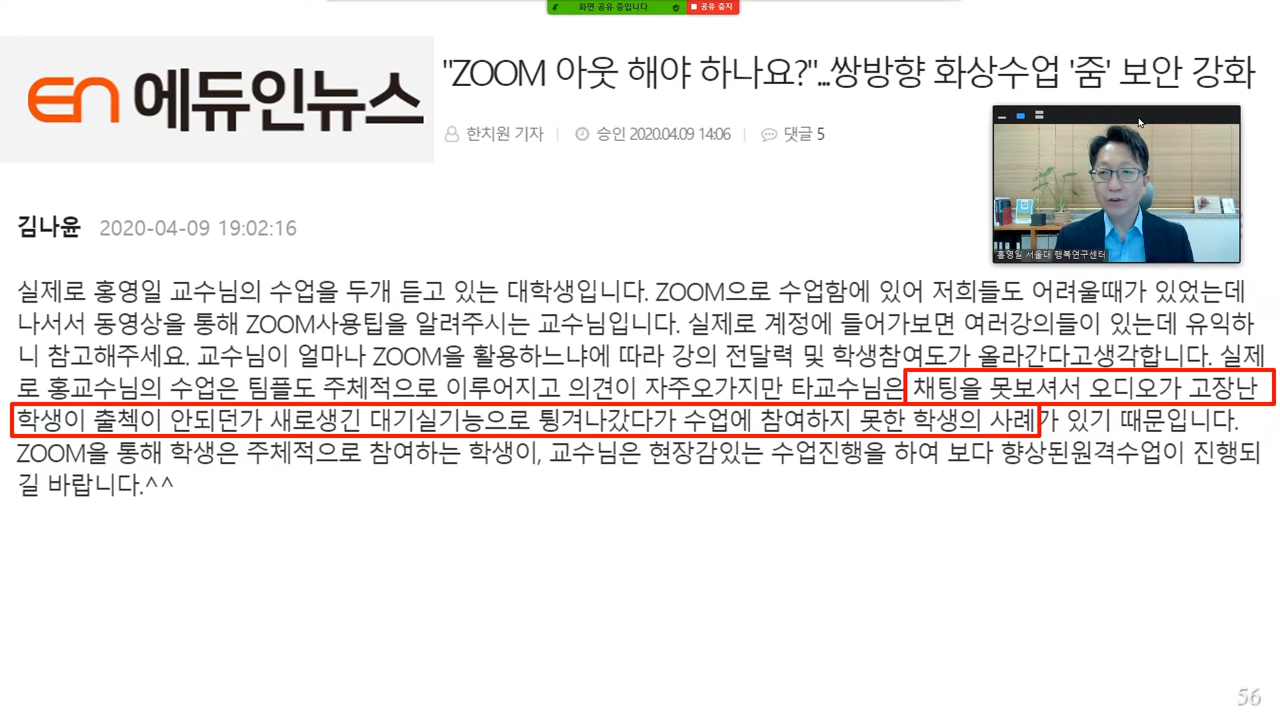 화면 공유 중입니다 공유 중지
en 에듀인뉴스
"ZOOM 아웃 해야 하나요?"...쌍방향 화상수업 '줌' 보안 강화
한치원 기자 승인 2020.04.09 14:06 댓글 5
홍영일 서울대 행복연구센터
김나윤 2020-04-09 19:02:16
실제로 홍영일 교수님의 수업을 두개 듣고 있는 대학생입니다. ZOOM으로 수업함에 있어 저희들도 어려울때가 있었는데
나서서 동영상을 통해 ZOOM사용팁을 알려주시는 교수님입니다. 실제로 계정에 들어가보면 여러강의들이 있는데 유익하
니 참고해주세요. 교수님이 얼마나 ZOOM을 활용하느냐에 따라 강의 전달력 및 학생참여도가 올라간다고생각합니다. 실제
로 홍교수님의 수업은 팀플도 주체적으로 이루어지고 의견이 자주오가지만 타교수님은 채팅을 못보셔서 오디오가 고장난
학생이 출첵이 안되던가 새로생긴 대기실기능으로 튕겨나갔다가 수업에 참여하지 못한 학생의 사례가 있기 때문입니다.
ZOOM을 통해 학생은 주체적으로 참여하는 학생이, 교수님은 현장감있는 수업진행을 하여 보다 향상된원격수업이 진행되
길 바랍니다.^^
56